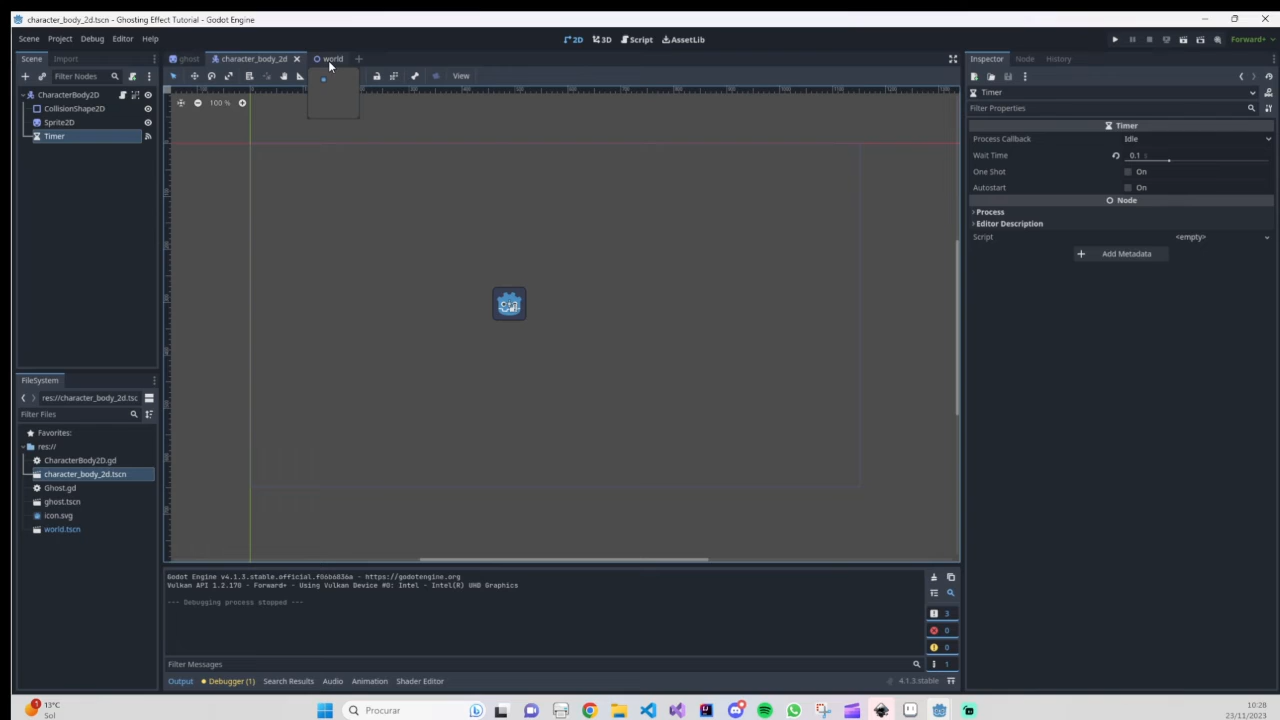 character_body_2d.tscn - Ghosting Effect Tutorial - Godot Engine
Scene Project Debug Editor Help
2D 3D Script AssetLib
Forward+
Scene Import
ghost character_body_2d world
Inspector Node History
Filter Nodes
View
CharacterBody2D
CollisionShape2D
Sprite2D
Timer
100 %
Timer
Filter Properties
Timer
Process Callback Idle
Wait Time 0.1
One Shot On
Autostart On
Node
Process
Editor Description
Script <empty>
Add Metadata
FileSystem
res://character_body_2d.tsc
Filter Files
Favorites:
res://
CharacterBody2D.gd
character_body_2d.tscn
Ghost.gd
ghost.tscn
icon.svg
world.tscn
Godot Engine v4.1.3.stable.official.f06b6836a - https://godotengine.org
Vulkan API 1.2.170 - Forward+ - Using Vulkan Device #0: Intel - Intel(R) UHD Graphics
--- Debugging process stopped ---
3
0
0
1
Filter Messages
Output Debugger (1) Search Results Audio Animation Shader Editor
4.1.3.stable
1
13°C
Sol
Procurar
10:28
23/11/2023